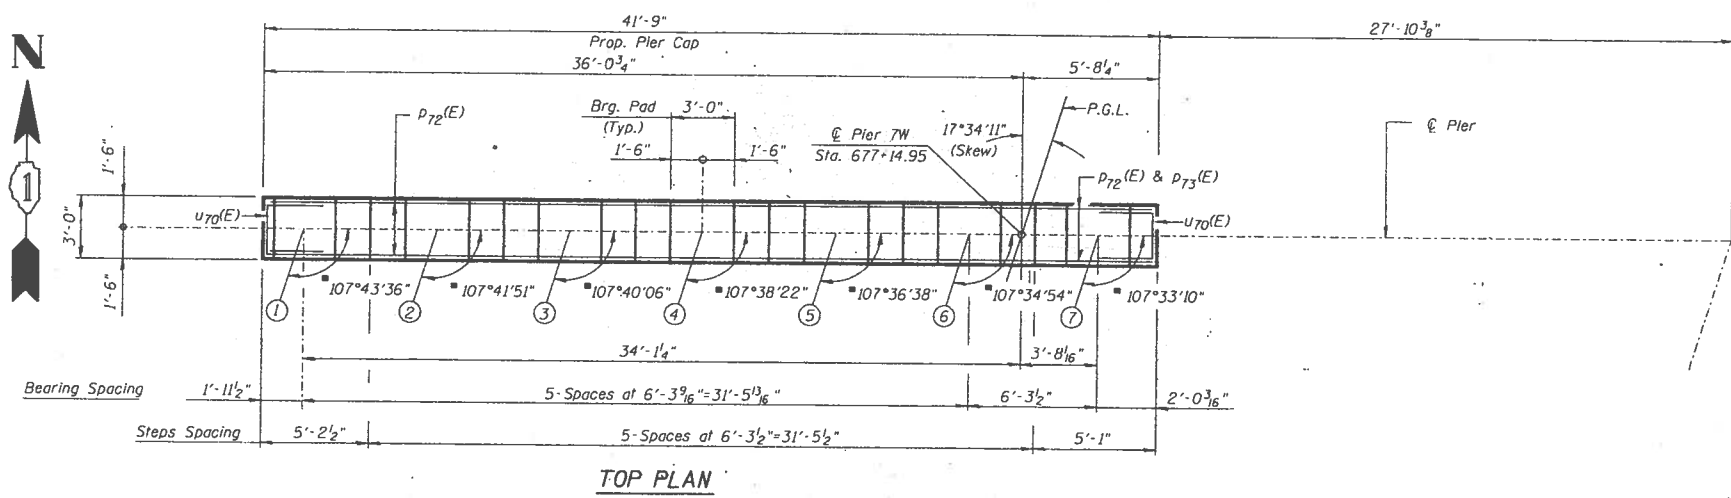 41'-9"
27'-10 3/8"
N
Prop. Pier Cap
36'-0 3/4"
5'-8 1/4"
P.G.L.
p72(E)
Brg. Pad
(Typ.)
3'-0"
℄ Pier 7W
Sta. 677+14.95
17°34'11"
(Skew)
℄ Pier
1'-6"
1'-6"
1'-6"
p72(E) & p73(E)
1
3'-0"
u70(E)
u70(E)
1'-6"
■ 107°43'36"
■ 107°41'51"
■ 107°40'06"
■ 107°38'22"
■ 107°36'38"
■ 107°34'54"
■ 107°33'10"
1
2
3
4
5
6
7
34'-1 1/4"
3'-8 1/16"
Bearing Spacing
1'-11 1/2"
5-Spaces at 6'-3 9/16"=31'-5 13/16"
6'-3 1/2"
2'-0 3/16"
Steps Spacing
5'-2 1/2"
5-Spaces at 6'-3 1/2"=31'-5 1/2"
5'-1"
TOP PLAN